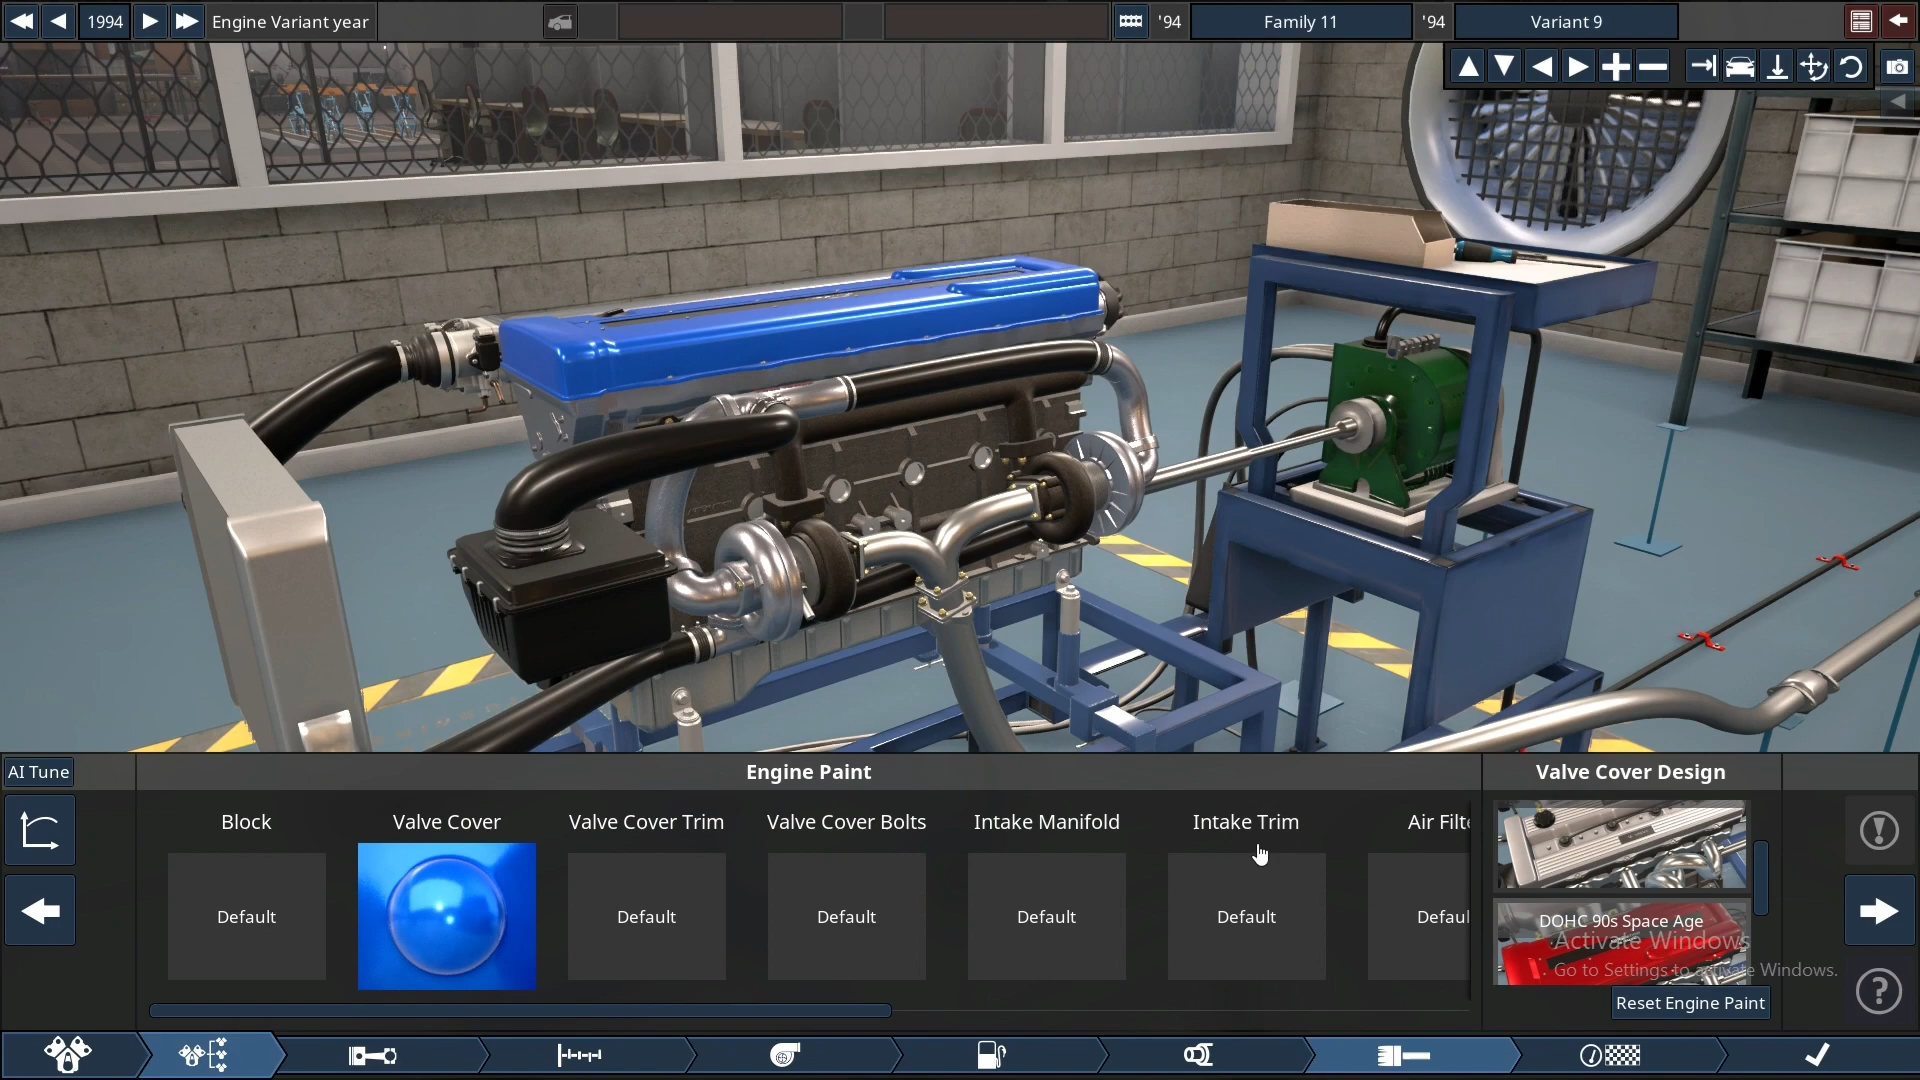 1994
Engine Variant year
'94
Family 11
'94
Variant 9
AI Tune
Engine Paint
Valve Cover Design
Block
Valve Cover
Valve Cover Trim
Valve Cover Bolts
Intake Manifold
Intake Trim
Air Filte
Default
Default
Default
Default
Default
Defaul
DOHC 90s Space Age
Activate Windows
Go to Settings to activate Windows.
Reset Engine Paint